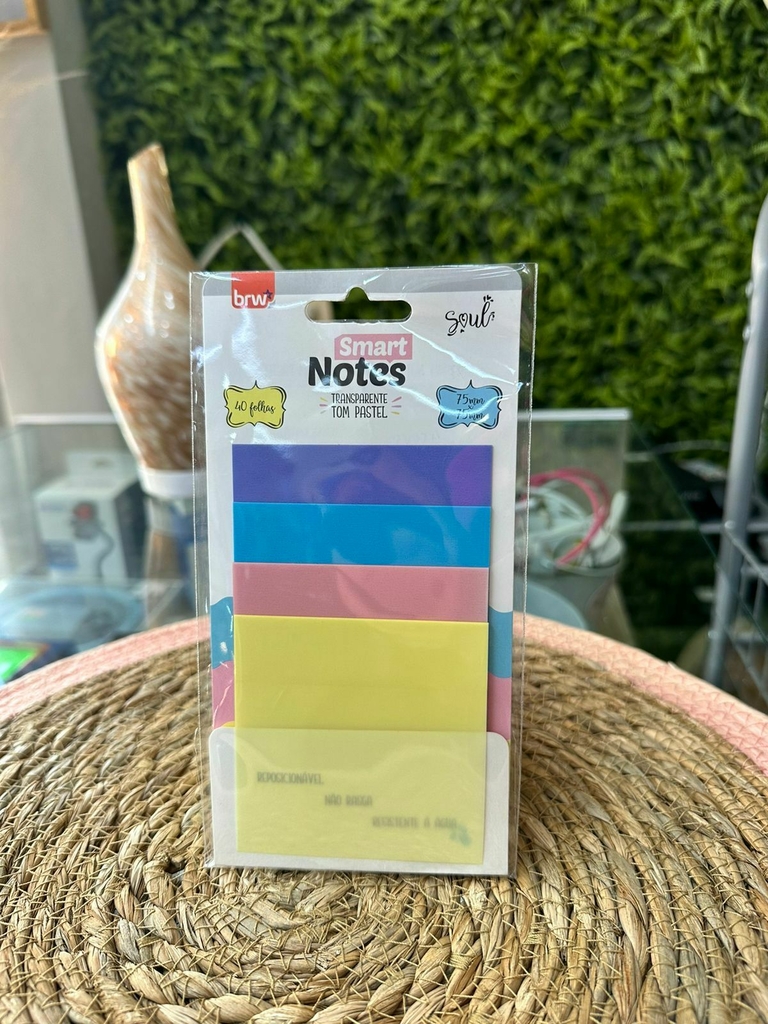 brw
Soul
Smart
Notes
TRANSPARENTE
TOM PASTEL
40 folhas
75mm
x
75mm
REPOSICIONÁVEL
NÃO RASGA
RESISTENTE À ÁGUA